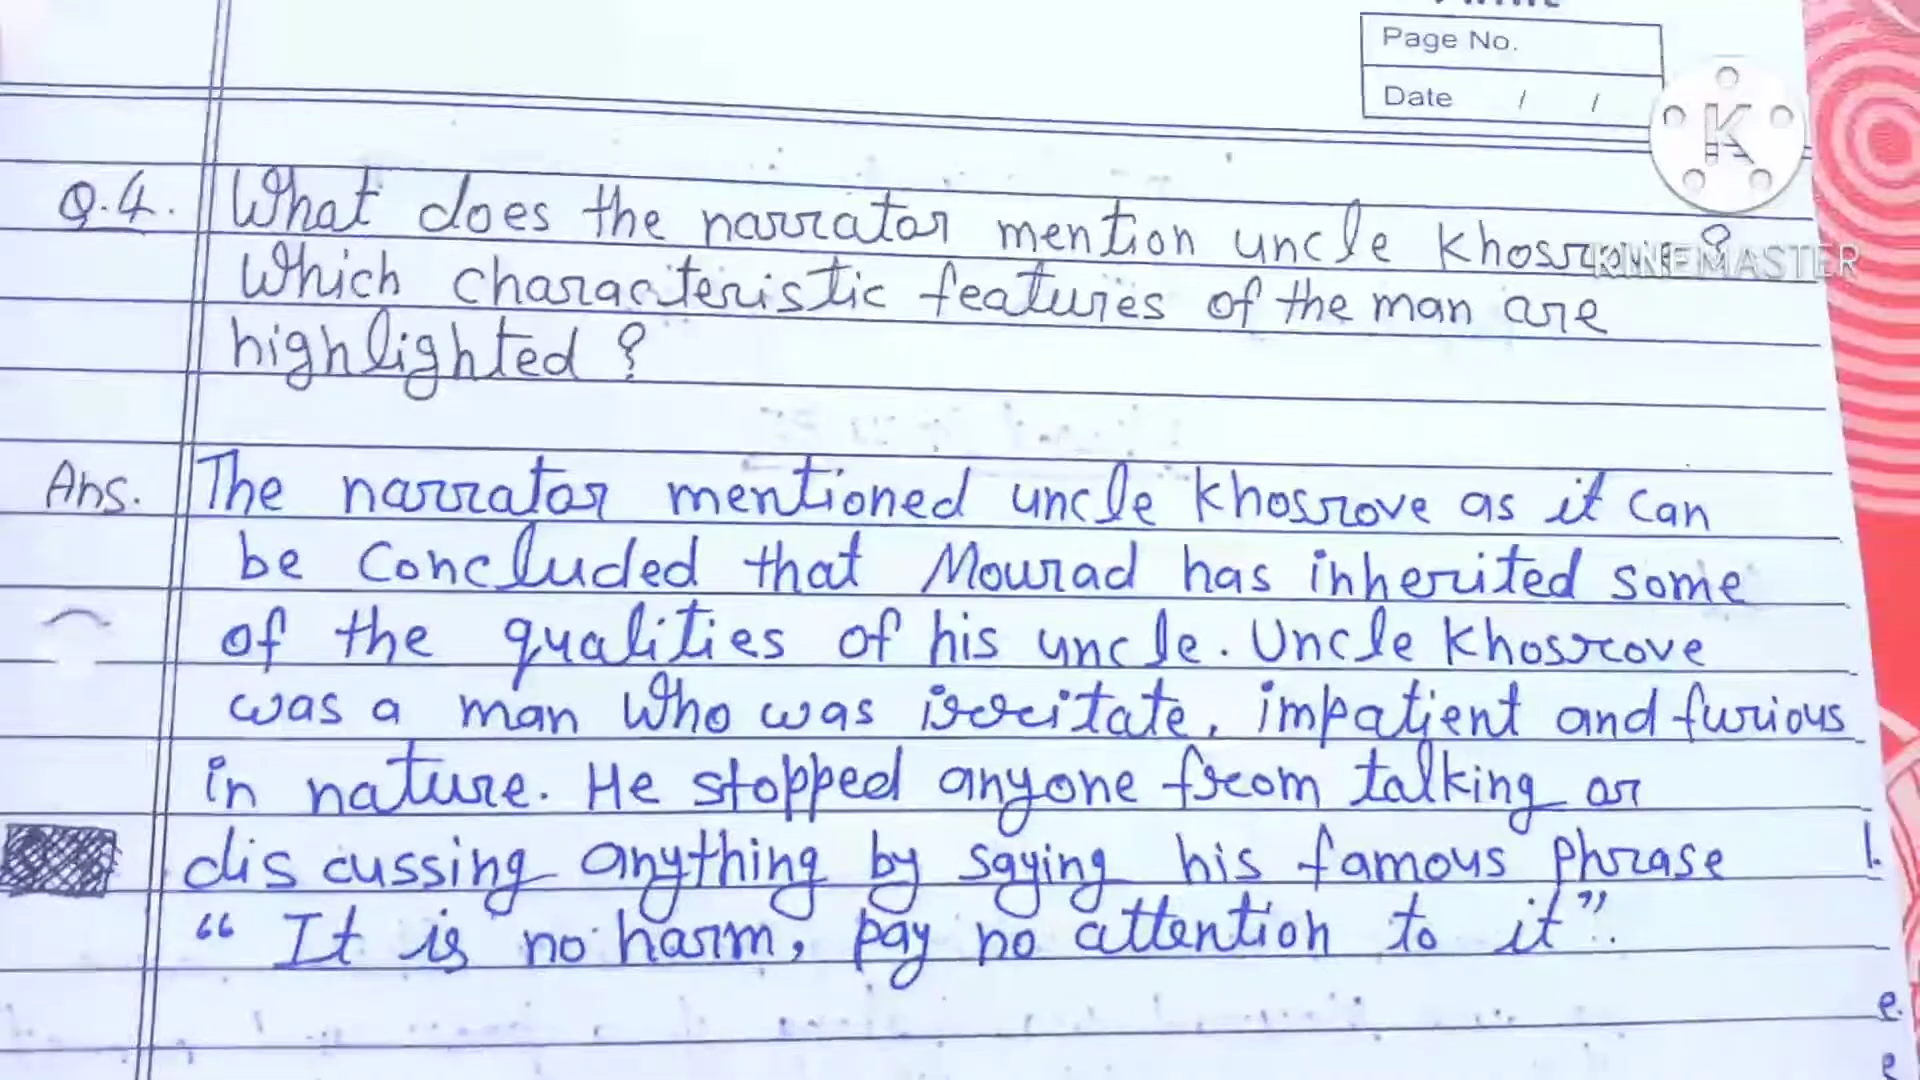 Page No.
Date / /
K
KINEMASTER
Q.4. What does the narrator mention uncle Khosrove ?
Which characteristic features of the man are
highlighted ?
Ans. The narrator mentioned uncle Khosrove as it can
be concluded that Mourad has inherited some
of the qualities of his uncle. Uncle Khosrove
was a man who was irritate, impatient and furious
in nature. He stopped anyone from talking or
dis cussing anything by saying his famous phrase
“ It is no harm, pay no attention to it”.
l.
e.
e